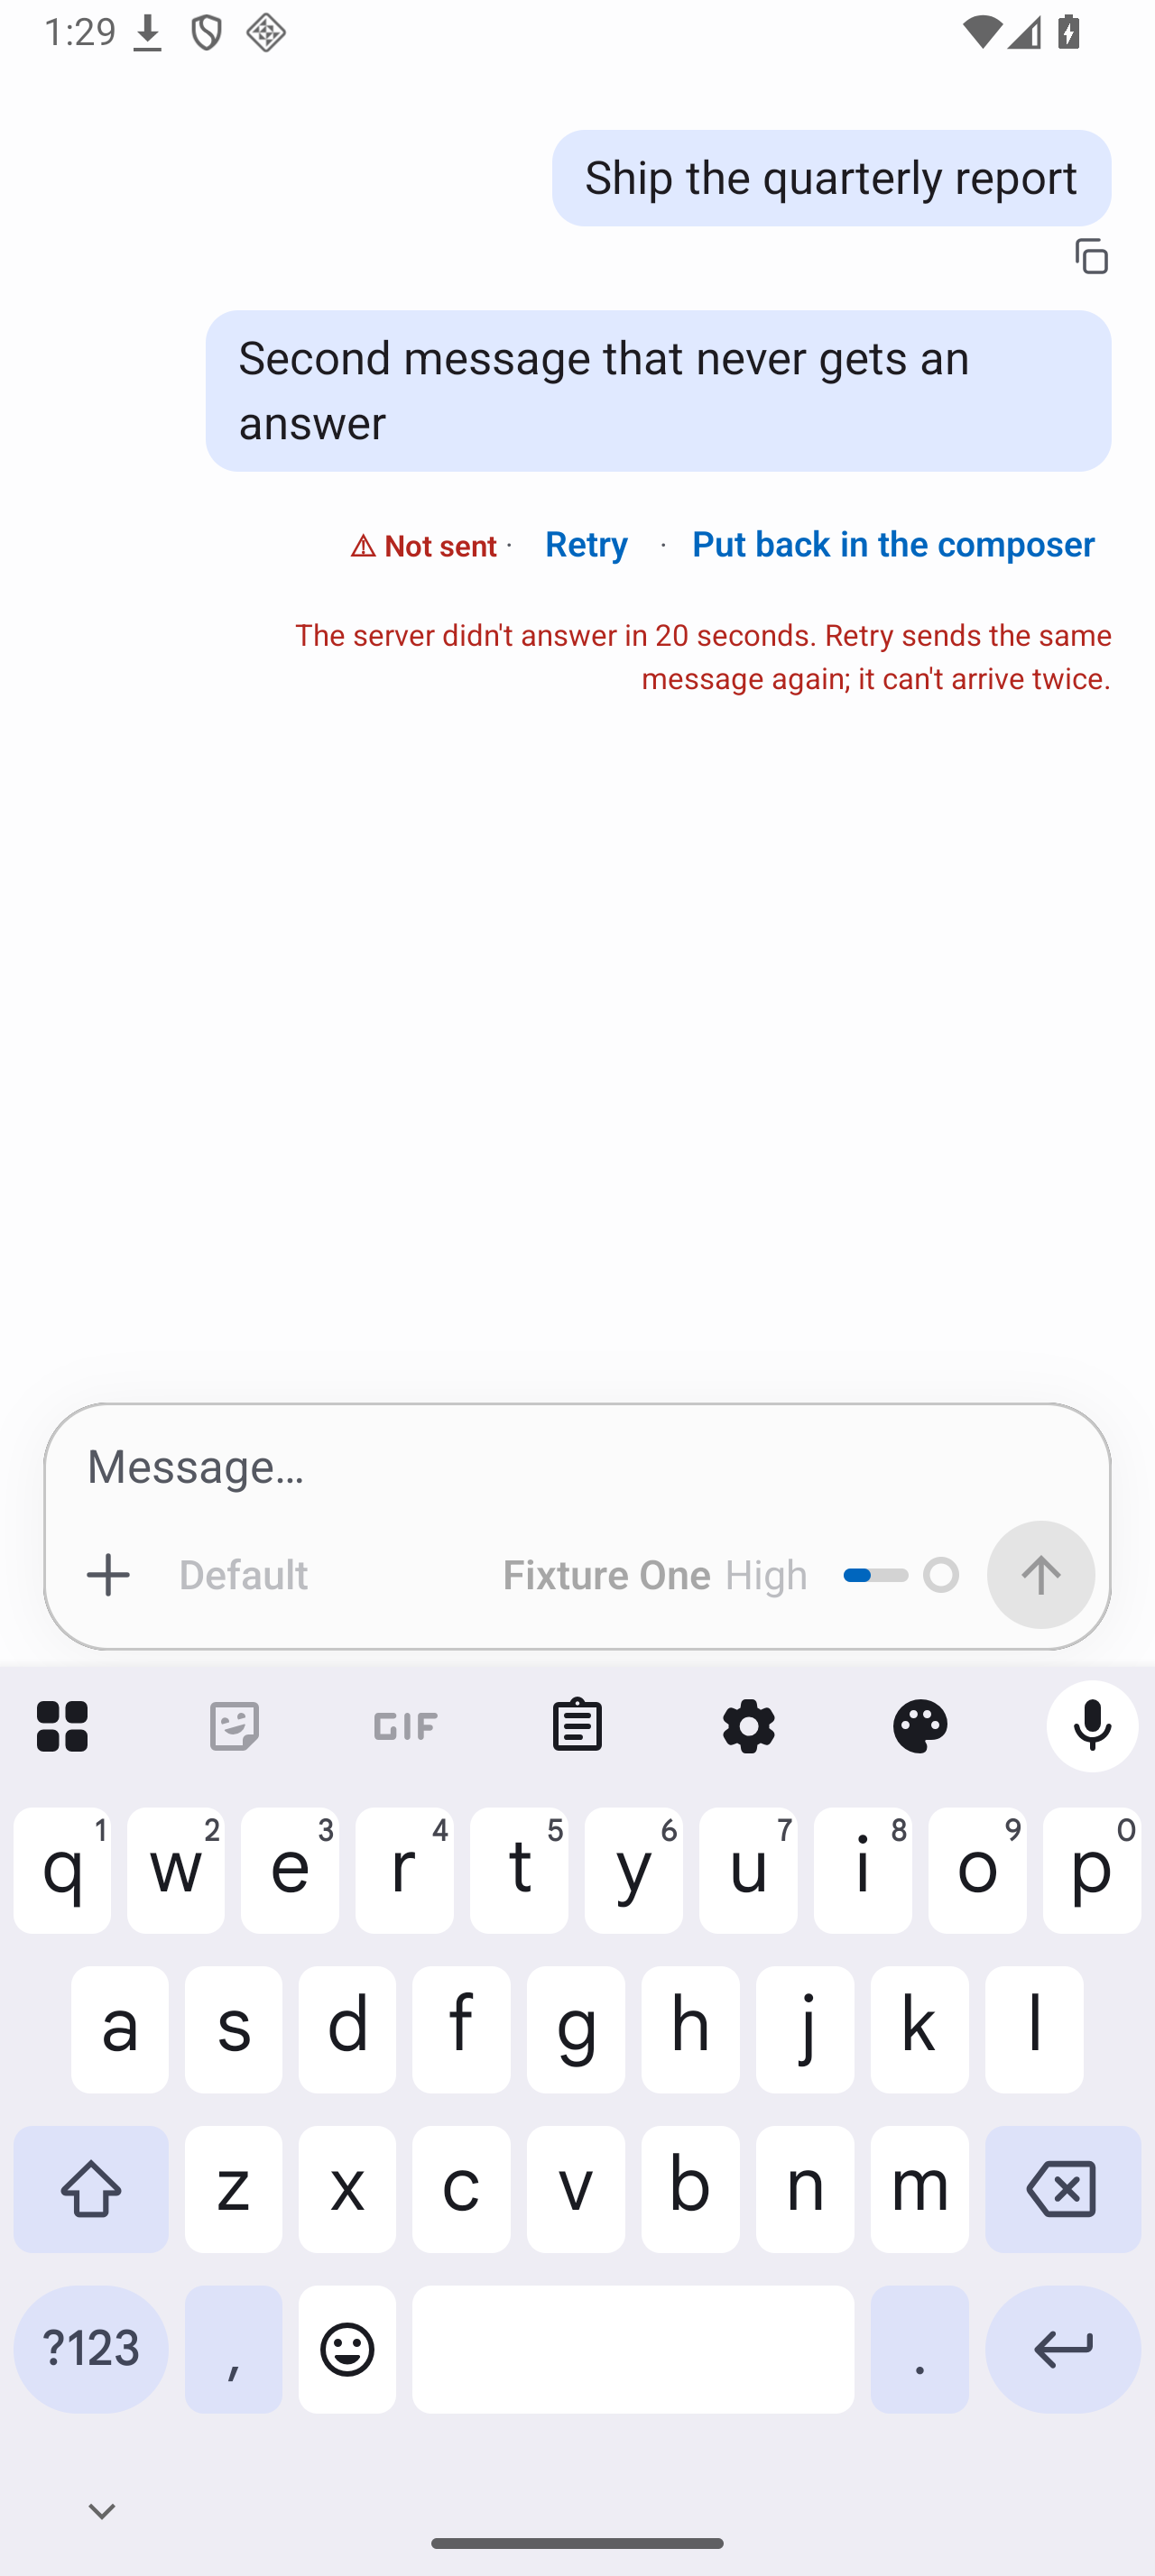 1:29
Ship the quarterly report
Second message that never gets an
answer
⚠ Not sent · Retry · Put back in the composer
The server didn't answer in 20 seconds. Retry sends the same
message again; it can't arrive twice.
Message…
Default Fixture One High
GIF
q1 w2 e3 r4 t5 y6 u7 i8 o9 p0
a s d f g h j k l
z x c v b n m
?123 , .